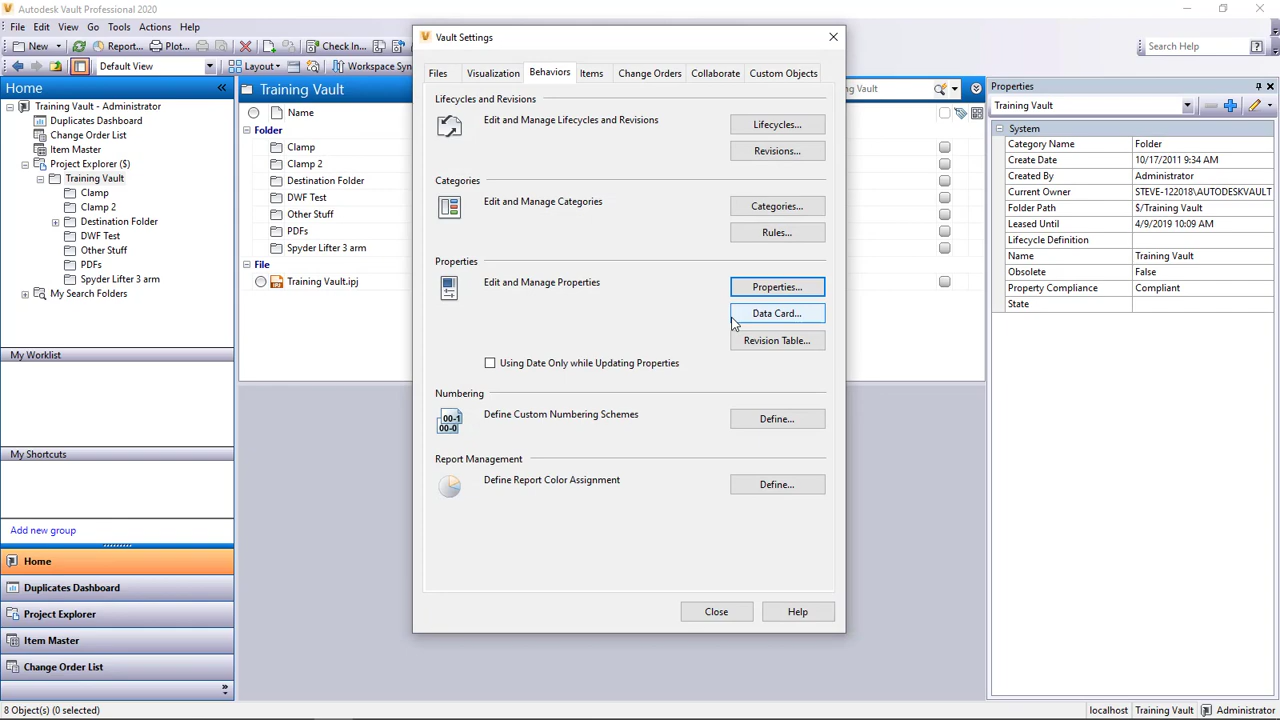 Autodesk Vault Professional 2020
File Edit View Go Tools Actions Help
New Report... Plot... Check In...
Search Help
Default View Layout Workspace Syn
Home
Training Vault - Administrator
Duplicates Dashboard
Change Order List
Item Master
Project Explorer ($)
Training Vault
Clamp
Clamp 2
Destination Folder
DWF Test
Other Stuff
PDFs
Spyder Lifter 3 arm
My Search Folders
My Worklist
My Shortcuts
Add new group
Home
Duplicates Dashboard
Project Explorer
Item Master
Change Order List
8 Object(s) (0 selected)
Training Vault
Name
Folder
Clamp
Clamp 2
Destination Folder
DWF Test
Other Stuff
PDFs
Spyder Lifter 3 arm
File
Training Vault.ipj
Vault Settings
Files Visualization Behaviors Items Change Orders Collaborate Custom Objects
Lifecycles and Revisions
Edit and Manage Lifecycles and Revisions
Lifecycles...
Revisions...
Categories
Edit and Manage Categories
Categories...
Rules...
Properties
Edit and Manage Properties
Properties...
Data Card...
Revision Table...
Using Date Only while Updating Properties
Numbering
00-1
00-0
Define Custom Numbering Schemes
Define...
Report Management
Define Report Color Assignment
Define...
Close Help
Vault
Properties
Training Vault
System
Category Name Folder
Create Date 10/17/2011 9:34 AM
Created By Administrator
Current Owner STEVE-122018\AUTODESKVAULT
Folder Path $/Training Vault
Leased Until 4/9/2019 10:09 AM
Lifecycle Definition
Name Training Vault
Obsolete False
Property Compliance Compliant
State
localhost Training Vault Administrator